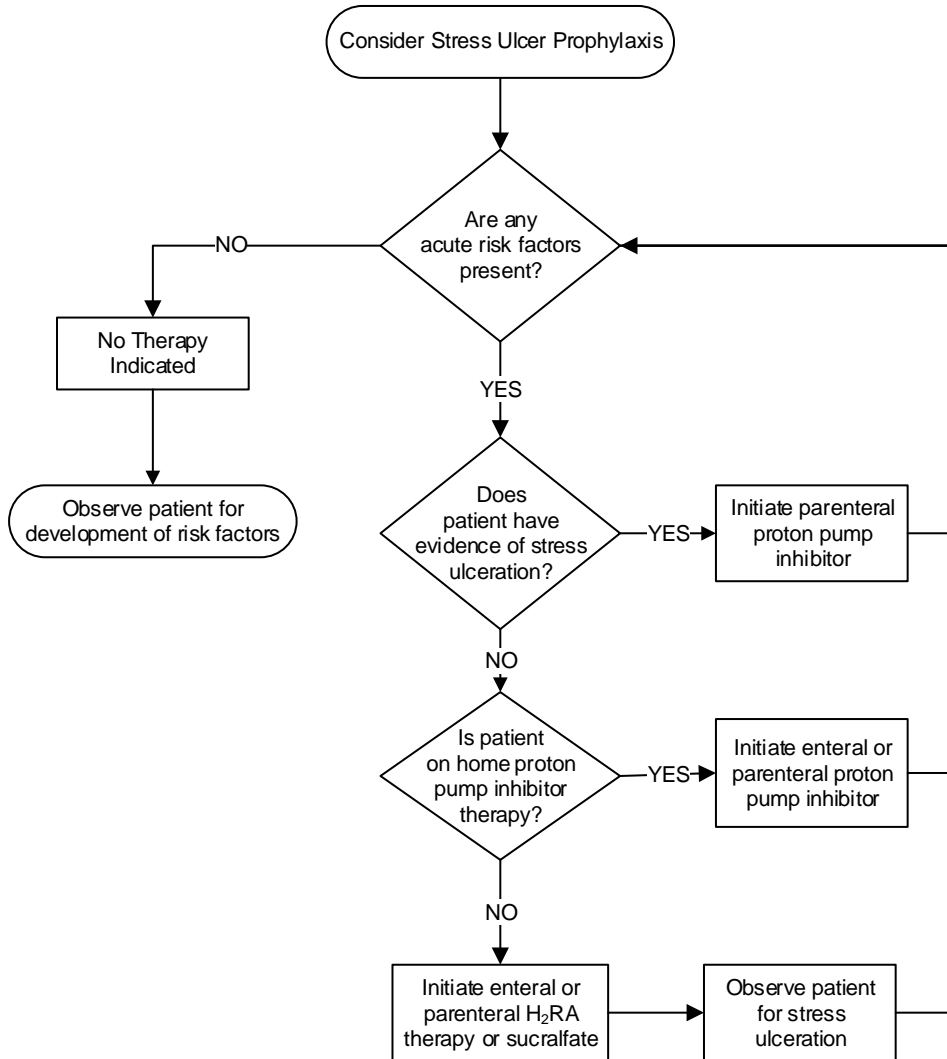 Consider Stress Ulcer Prophylaxis
Are any
acute risk factors
present?
NO
No Therapy
Indicated
YES
Observe patient for
development of risk factors
Does
patient have
evidence of stress
ulceration?
YES
Initiate parenteral
proton pump
inhibitor
NO
Is patient
on home proton
pump inhibitor
therapy?
YES
Initiate enteral or
parenteral proton
pump inhibitor
NO
Initiate enteral or
parenteral H₂RA
therapy or sucralfate
Observe patient
for stress
ulceration